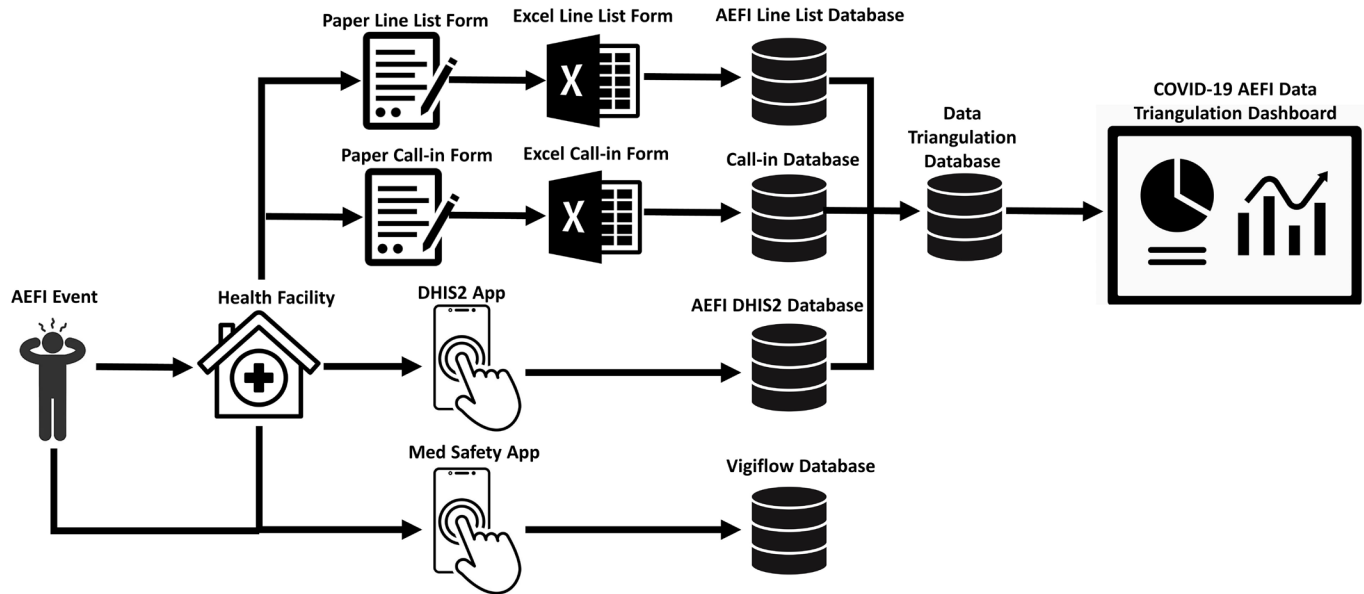 Paper Line List Form
Excel Line List Form
AEFI Line List Database
X
COVID-19 AEFI Data
Triangulation Dashboard
Data
Triangulation
Database
Paper Call-in Form
Excel Call-in Form
Call-in Database
X
AEFI Event
Health Facility
DHIS2 App
AEFI DHIS2 Database
Med Safety App
Vigiflow Database